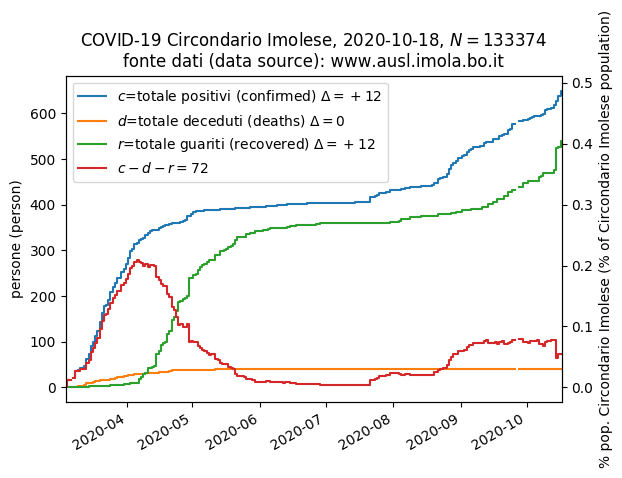 COVID-19 Circondario Imolese, 2020-10-18, N = 133374
fonte dati (data source): www.ausl.imola.bo.it
c=totale positivi (confirmed) Δ = +12
d=totale deceduti (deaths) Δ = 0
r=totale guariti (recovered) Δ = +12
c − d − r = 72
persone (person)
600
500
400
300
200
100
0
0.5
0.4
0.3
0.2
0.1
0.0
% pop. Circondario Imolese (% of Circondario Imolese population)
2020-04
2020-05
2020-06
2020-07
2020-08
2020-09
2020-10